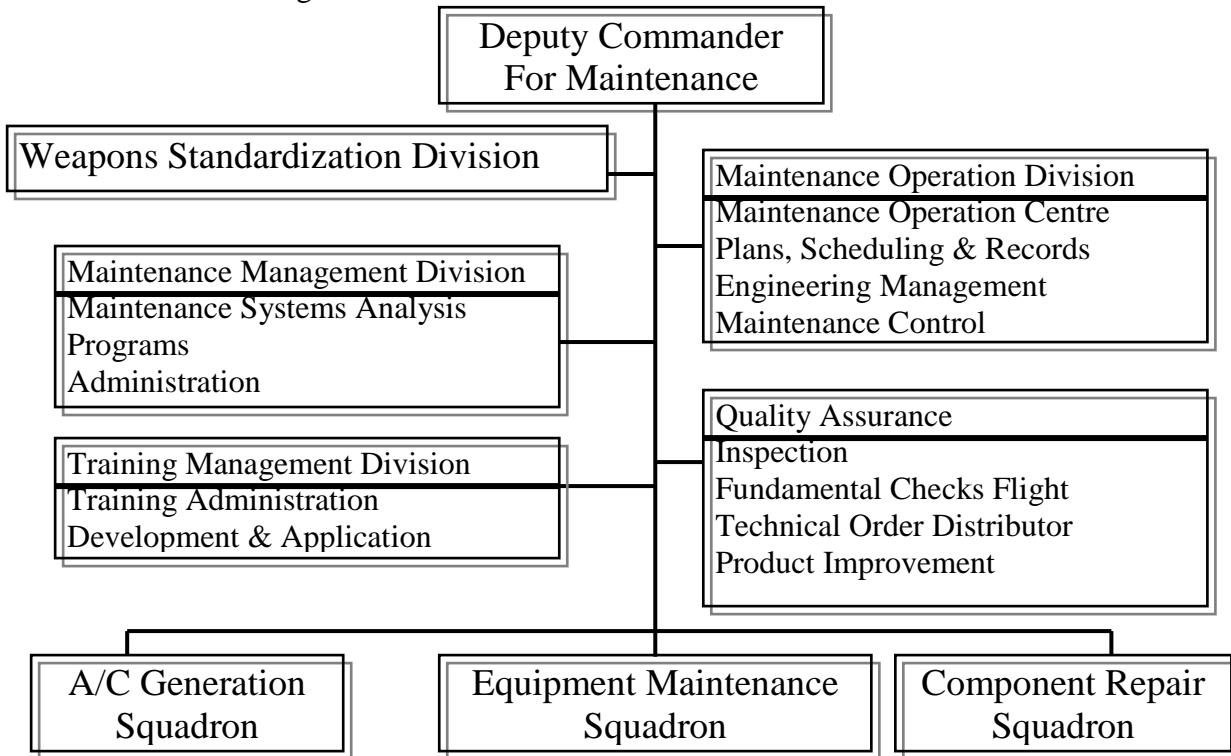 Deputy Commander
For Maintenance
Weapons Standardization Division
Maintenance Operation Division
Maintenance Operation Centre
Plans, Scheduling & Records
Engineering Management
Maintenance Control
Maintenance Management Division
Maintenance Systems Analysis
Programs
Administration
Quality Assurance
Inspection
Fundamental Checks Flight
Technical Order Distributor
Product Improvement
Training Management Division
Training Administration
Development & Application
A/C Generation
Squadron
Equipment Maintenance
Squadron
Component Repair
Squadron